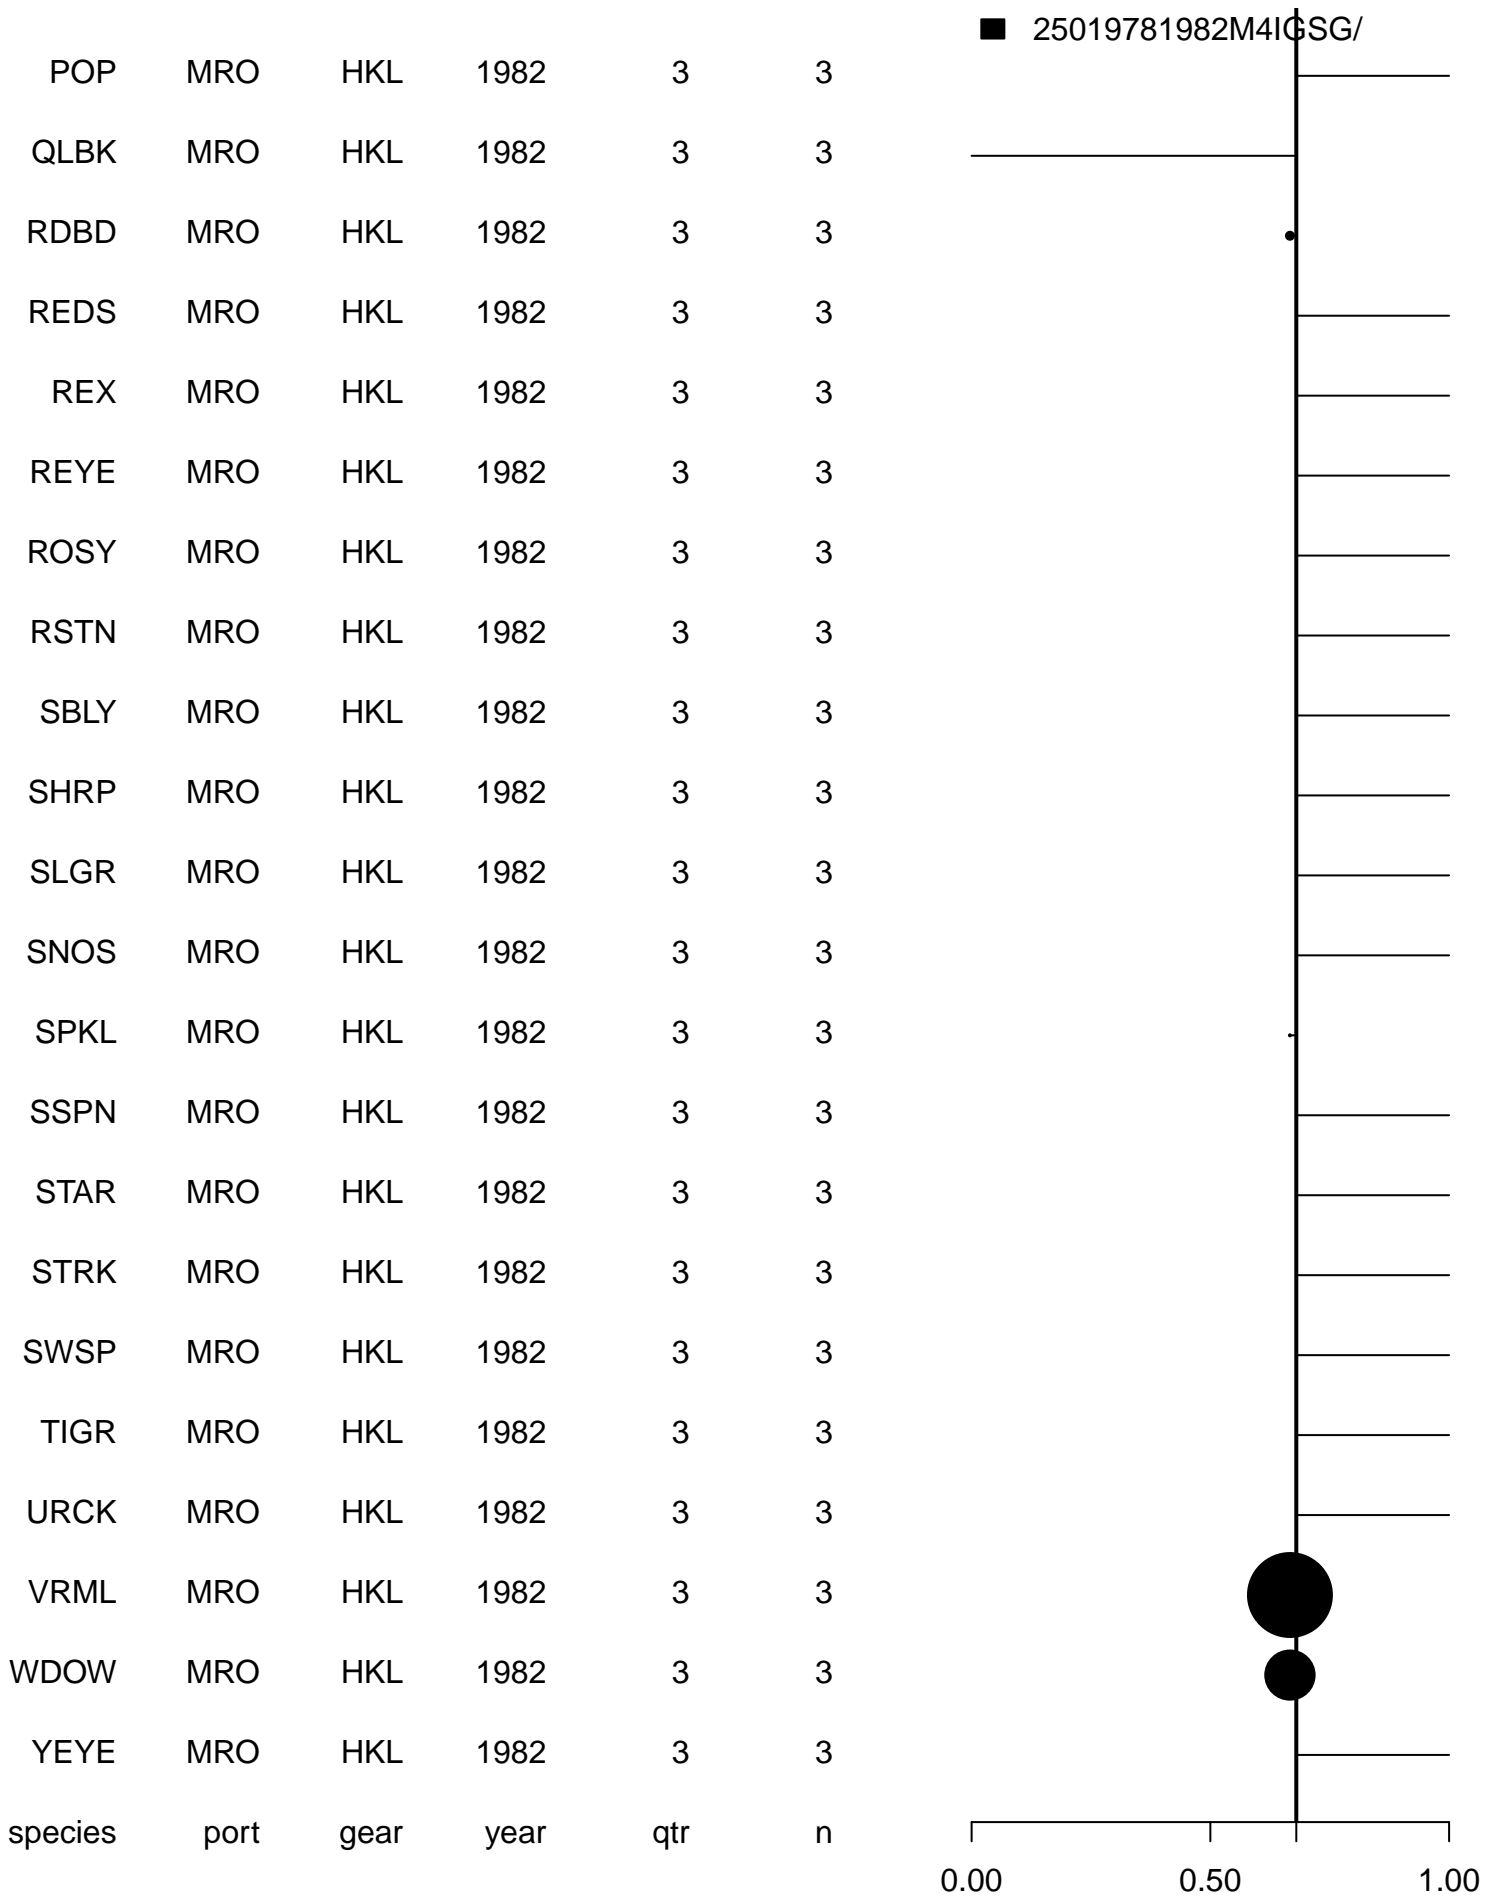 25019781982M4IGSG/
POP MRO HKL 1982 3 3
QLBK MRO HKL 1982 3 3
RDBD MRO HKL 1982 3 3
REDS MRO HKL 1982 3 3
REX MRO HKL 1982 3 3
REYE MRO HKL 1982 3 3
ROSY MRO HKL 1982 3 3
RSTN MRO HKL 1982 3 3
SBLY MRO HKL 1982 3 3
SHRP MRO HKL 1982 3 3
SLGR MRO HKL 1982 3 3
SNOS MRO HKL 1982 3 3
SPKL MRO HKL 1982 3 3
SSPN MRO HKL 1982 3 3
STAR MRO HKL 1982 3 3
STRK MRO HKL 1982 3 3
SWSP MRO HKL 1982 3 3
TIGR MRO HKL 1982 3 3
URCK MRO HKL 1982 3 3
VRML MRO HKL 1982 3 3
WDOW MRO HKL 1982 3 3
YEYE MRO HKL 1982 3 3
species port gear year qtr n
0.00 0.50 1.00